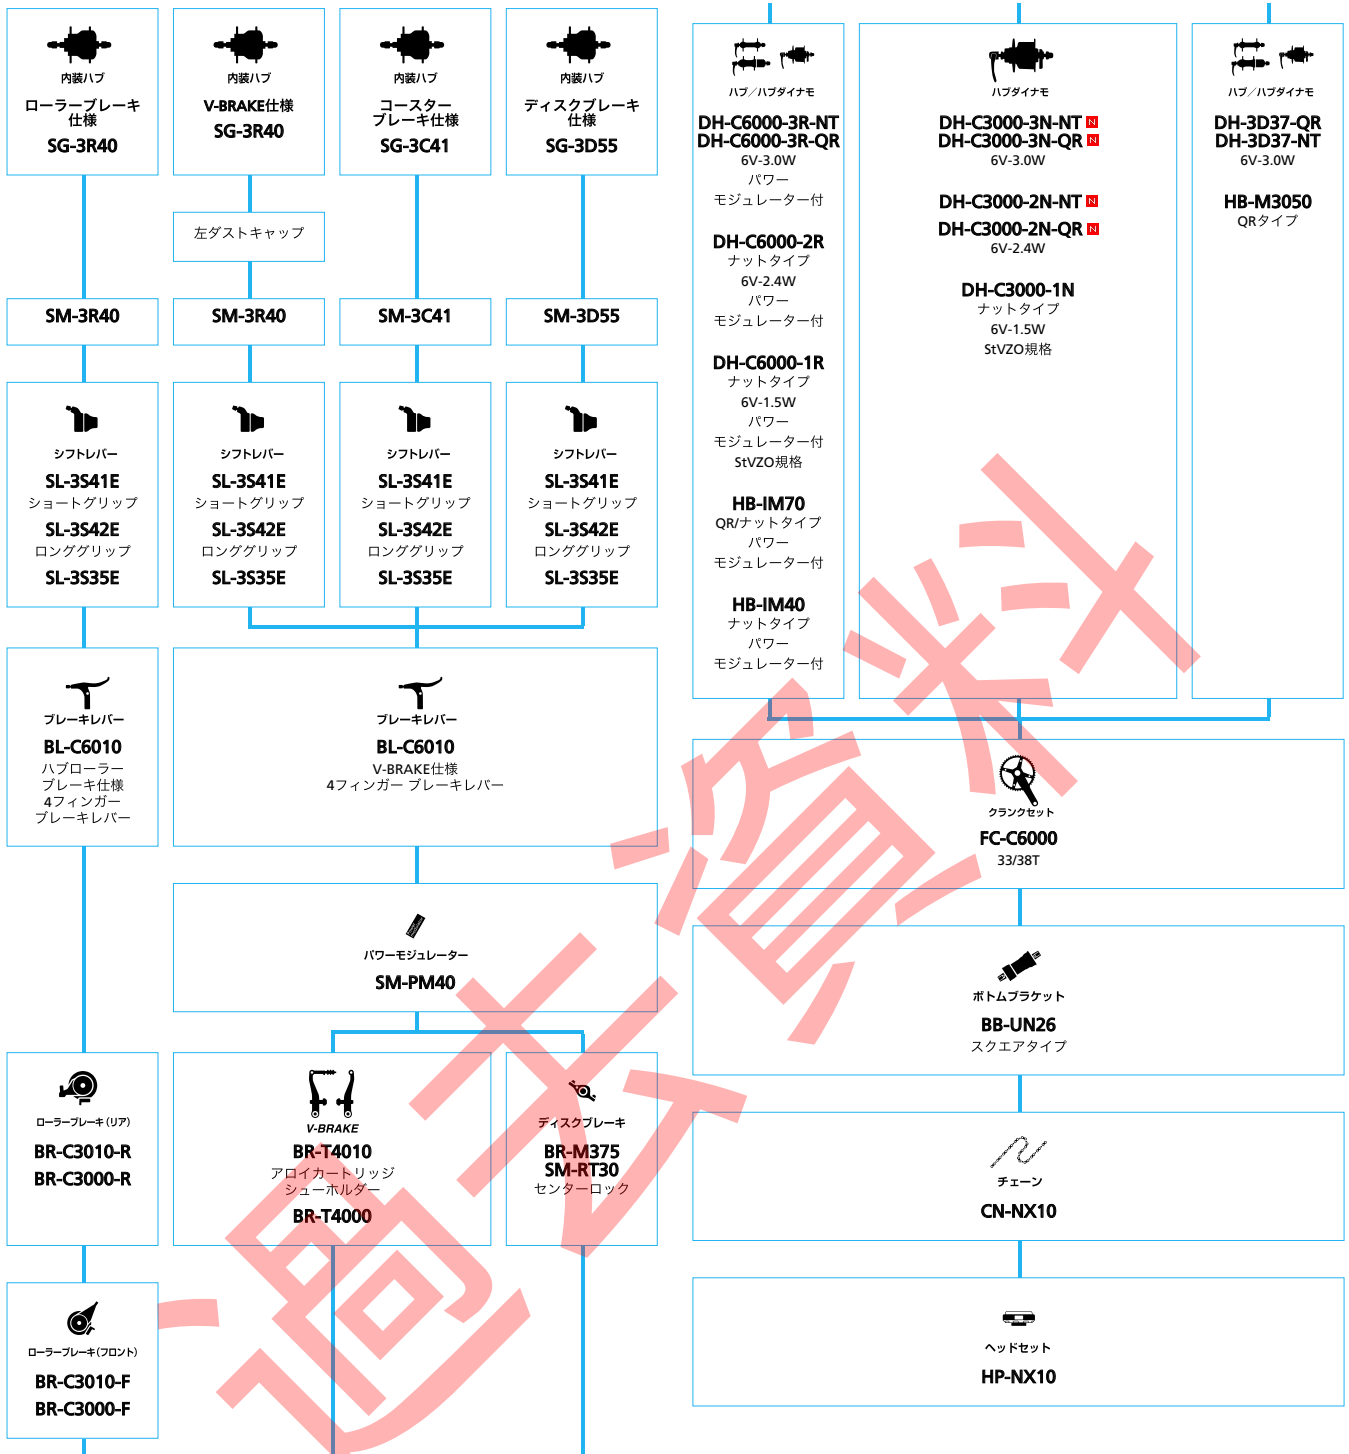 内装ハブ
ローラーブレーキ
仕様
SG-3R40
内装ハブ
V-BRAKE仕様
SG-3R40
内装ハブ
コースター
ブレーキ仕様
SG-3C41
内装ハブ
ディスクブレーキ
仕様
SG-3D55
左ダストキャップ
SM-3R40
SM-3R40
SM-3C41
SM-3D55
シフトレバー
SL-3S41E
ショートグリップ
SL-3S42E
ロンググリップ
SL-3S35E
シフトレバー
SL-3S41E
ショートグリップ
SL-3S42E
ロンググリップ
SL-3S35E
シフトレバー
SL-3S41E
ショートグリップ
SL-3S42E
ロンググリップ
SL-3S35E
シフトレバー
SL-3S41E
ショートグリップ
SL-3S42E
ロンググリップ
SL-3S35E
ブレーキレバー
BL-C6010
ハブローラー
ブレーキ仕様
4フィンガー
ブレーキレバー
ブレーキレバー
BL-C6010
V-BRAKE仕様
4フィンガー ブレーキレバー
パワーモジュレーター
SM-PM40
ローラーブレーキ(リア)
BR-C3010-R
BR-C3000-R
V-BRAKE
BR-T4010
アロイカートリッジ
シューホルダー
BR-T4000
ディスクブレーキ
BR-M375
SM-RT30
センターロック
ローラーブレーキ(フロント)
BR-C3010-F
BR-C3000-F
ハブ/ハブダイナモ
DH-C6000-3R-NT
DH-C6000-3R-QR
6V-3.0W
パワー
モジュレーター付
DH-C6000-2R
ナットタイプ
6V-2.4W
パワー
モジュレーター付
DH-C6000-1R
ナットタイプ
6V-1.5W
パワー
モジュレーター付
StVZO規格
HB-IM70
QR/ナットタイプ
パワー
モジュレーター付
HB-IM40
ナットタイプ
パワー
モジュレーター付
ハブダイナモ
DH-C3000-3N-NT N
DH-C3000-3N-QR N
6V-3.0W
DH-C3000-2N-NT N
DH-C3000-2N-QR N
6V-2.4W
DH-C3000-1N
ナットタイプ
6V-1.5W
StVZO規格
ハブ/ハブダイナモ
DH-3D37-QR
DH-3D37-NT
6V-3.0W
HB-M3050
QRタイプ
クランクセット
FC-C6000
33/38T
ボトムブラケット
BB-UN26
スクエアタイプ
チェーン
CN-NX10
ヘッドセット
HP-NX10
過去資料